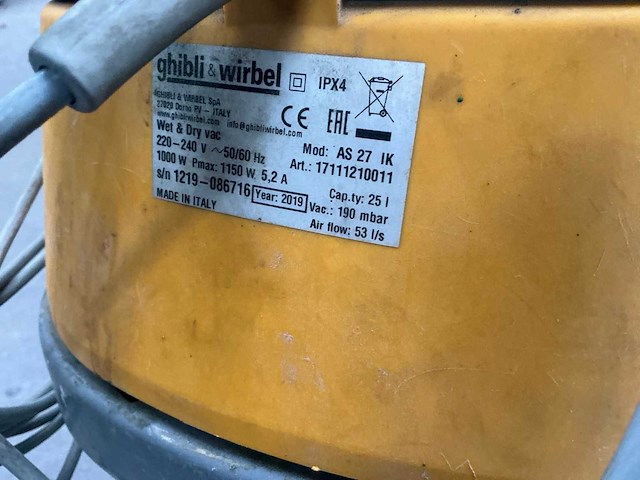 ghibli & wirbel IPX4
GHIBLI & WIRBEL SpA
27020 Dorno PV - ITALY
www.ghibliwirbel.com info@ghibliwirbel.com
CE EAC
Wet & Dry vac
Mod: AS 27 IK
220-240 V ~50/60 Hz
Art.: 17111210011
1000 W Pmax: 1150 W 5,2 A
Cap.ty: 25 l
s/n 1219-086716 Year: 2019 Vac.: 190 mbar
MADE IN ITALY
Air flow: 53 l/s